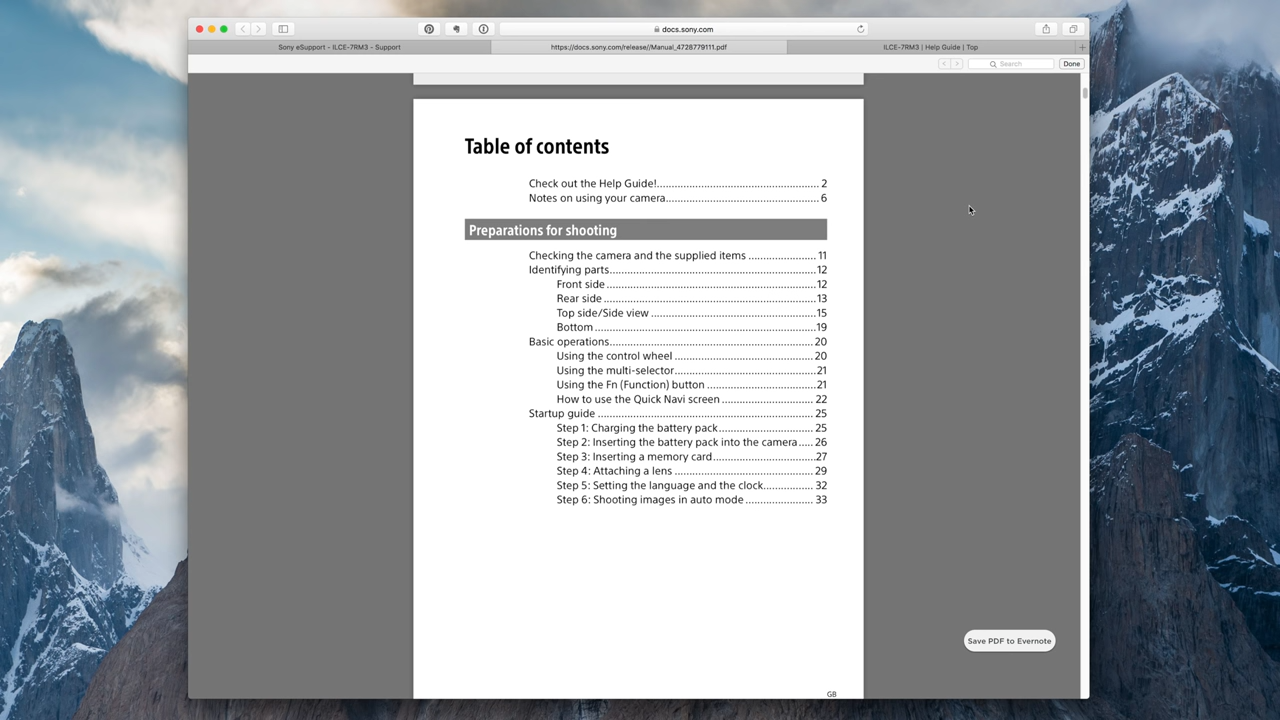 docs.sony.com
Sony eSupport - ILCE-7RM3 - Support
https://docs.sony.com/release//Manual_4728779111.pdf
ILCE-7RM3 | Help Guide | Top
Search
Done
Table of contents
Check out the Help Guide!.................................................... 2
Notes on using your camera................................................. 6
Preparations for shooting
Checking the camera and the supplied items .................... 11
Identifying parts..................................................................12
Front side ..................................................................12
Rear side ...................................................................13
Top side/Side view ....................................................15
Bottom ......................................................................19
Basic operations................................................................. 20
Using the control wheel ............................................ 20
Using the multi-selector.............................................21
Using the Fn (Function) button ..................................21
How to use the Quick Navi screen ............................. 22
Startup guide ..................................................................... 25
Step 1: Charging the battery pack.............................. 25
Step 2: Inserting the battery pack into the camera..... 26
Step 3: Inserting a memory card................................27
Step 4: Attaching a lens ............................................ 29
Step 5: Setting the language and the clock................ 32
Step 6: Shooting images in auto mode ...................... 33
Save PDF to Evernote
GB